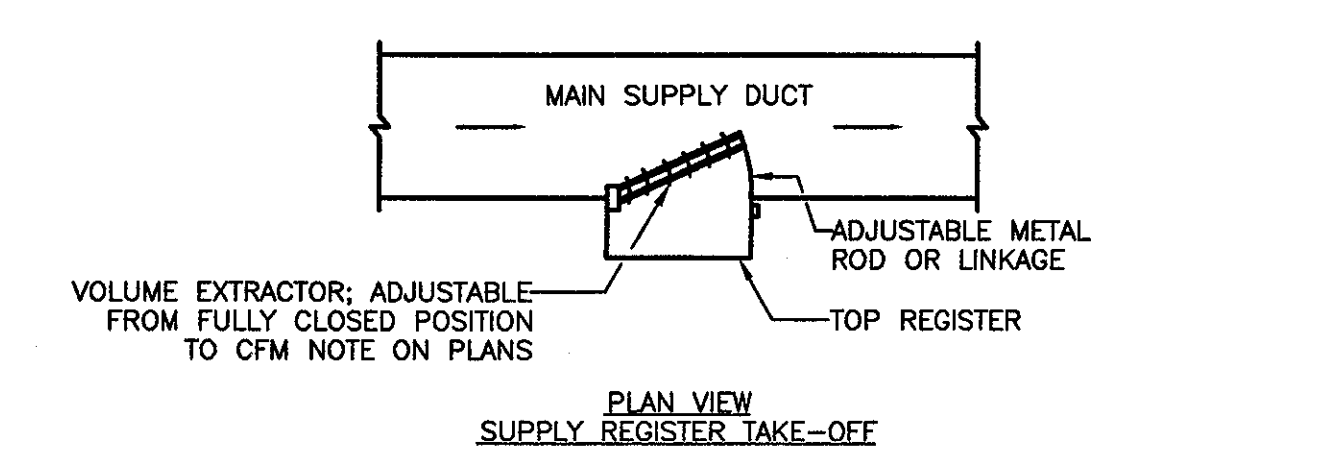 MAIN SUPPLY DUCT
ADJUSTABLE METAL
ROD OR LINKAGE
VOLUME EXTRACTOR; ADJUSTABLE
FROM FULLY CLOSED POSITION
TO CFM NOTE ON PLANS
TOP REGISTER
PLAN VIEW
SUPPLY REGISTER TAKE-OFF